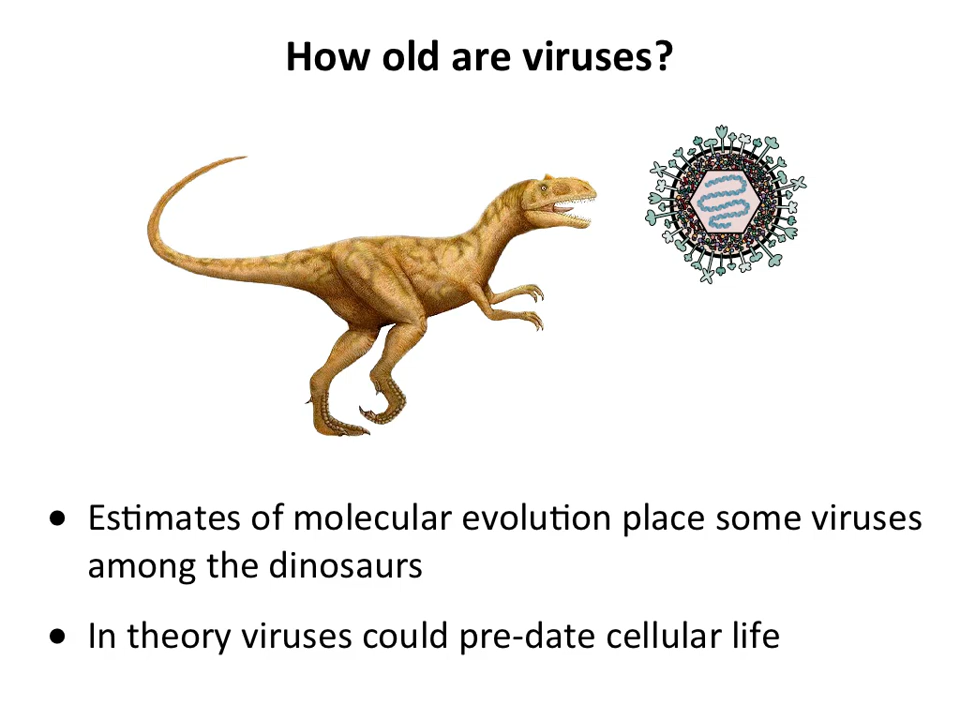 How old are viruses?
• Estimates of molecular evolution place some viruses
among the dinosaurs
• In theory viruses could pre-date cellular life